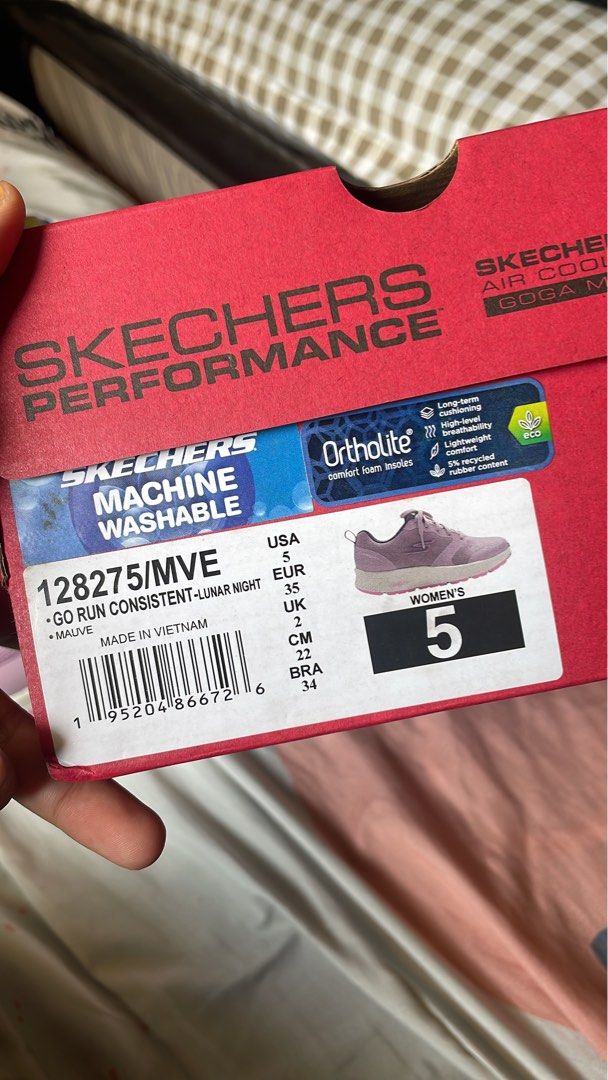 SKECHERS
PERFORMANCE
AIR COOL
GOGA
SKECHERS
MACHINE
WASHABLE
Ortholite®
comfort foam insoles
Long-term
cushioning
High-level
breathability
Lightweight
comfort
5% recycled
rubber content
eco
128275/MVE
•GO RUN CONSISTENT-LUNAR NIGHT
•MAUVE
MADE IN VIETNAM
1 95204 86672 6
USA
5
EUR
35
UK
2
CM
22
BRA
34
WOMEN'S
5